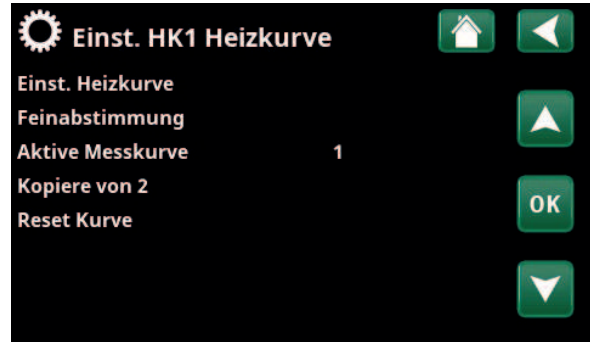 Einst. HK1 Heizkurve
Einst. Heizkurve
Feinabstimmung
Aktive Messkurve 1
Kopiere von 2
OK
Reset Kurve